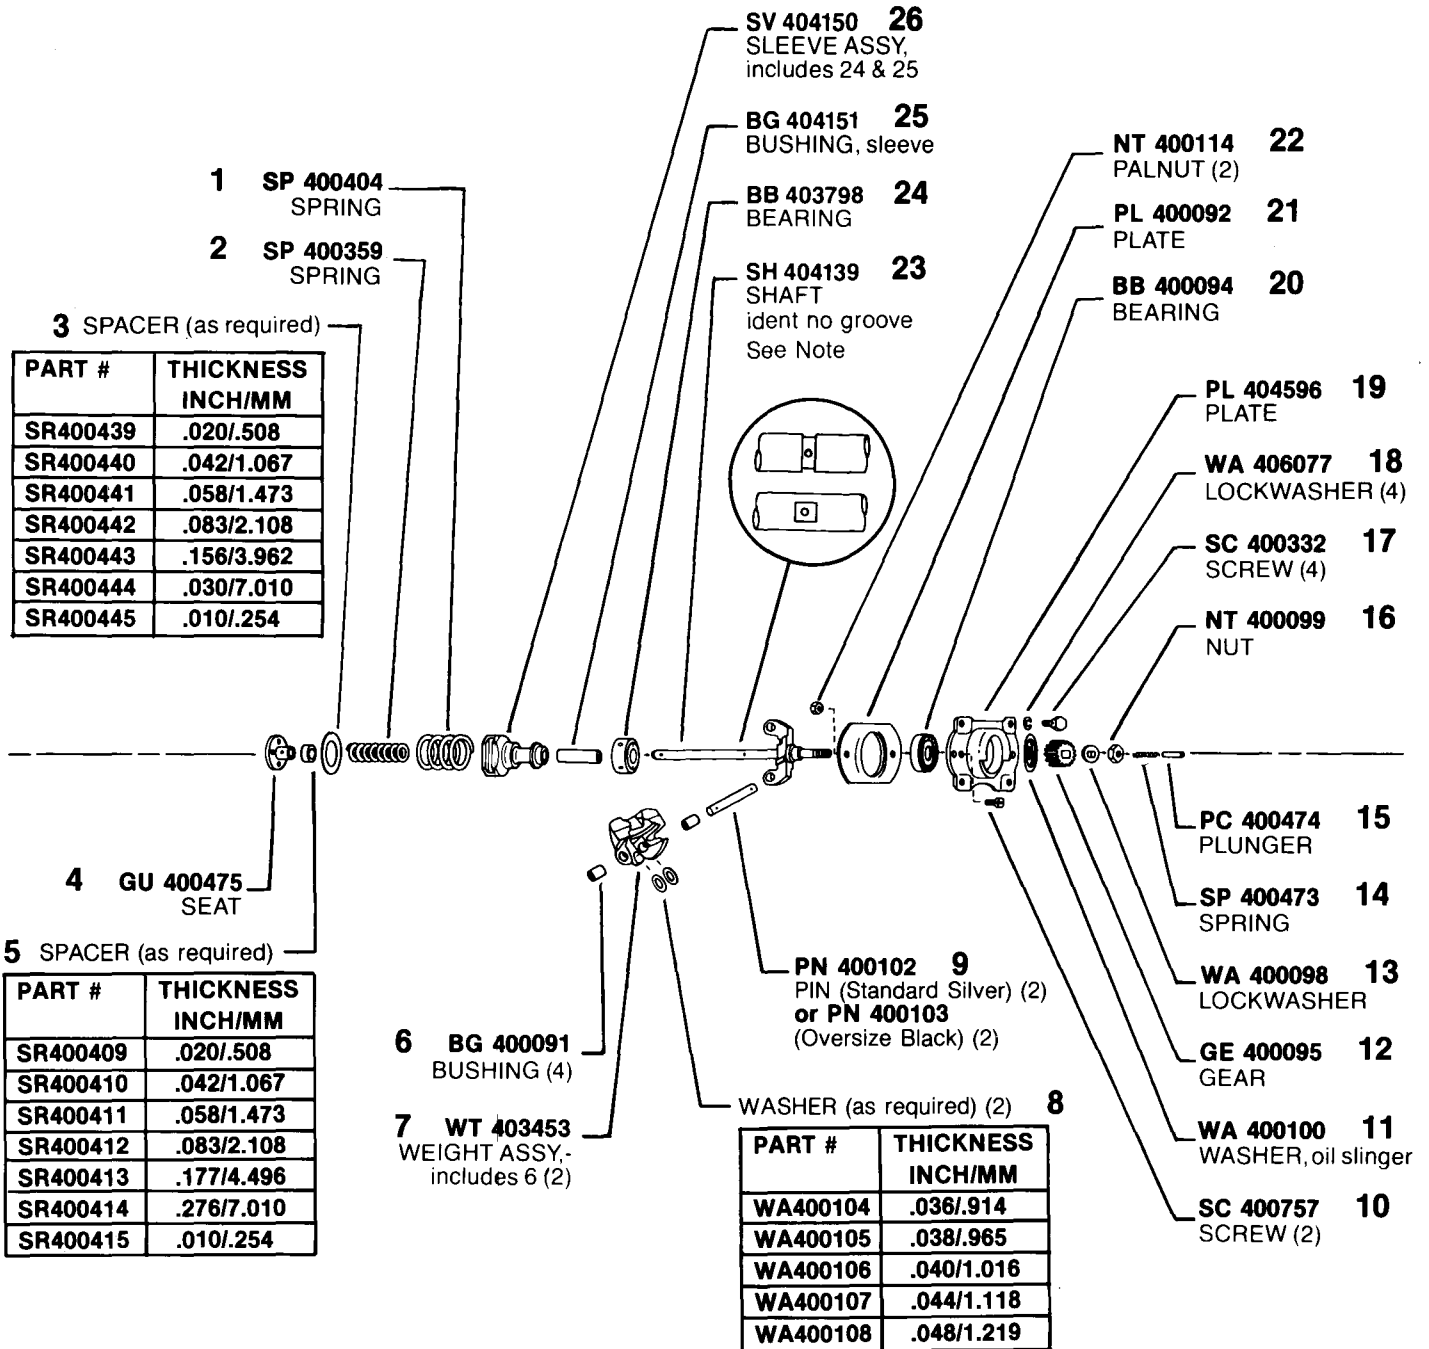 SV 404150 26
SLEEVE ASSY,
includes 24 & 25
BG 404151 25
BUSHING, sleeve
BB 403798 24
BEARING
SH 404139 23
SHAFT
ident no groove
See Note
NT 400114 22
PALNUT (2)
PL 400092 21
PLATE
BB 400094 20
BEARING
PL 404596 19
PLATE
WA 406077 18
LOCKWASHER (4)
SC 400332 17
SCREW (4)
NT 400099 16
NUT
1 SP 400404
SPRING
2 SP 400359
SPRING
3 SPACER (as required)
PART # THICKNESS
INCH/MM
SR400439 .020/.508
SR400440 .042/1.067
SR400441 .058/1.473
SR400442 .083/2.108
SR400443 .156/3.962
SR400444 .030/7.010
SR400445 .010/.254
4 GU 400475
SEAT
5 SPACER (as required)
PART # THICKNESS
INCH/MM
SR400409 .020/.508
SR400410 .042/1.067
SR400411 .058/1.473
SR400412 .083/2.108
SR400413 .177/4.496
SR400414 .276/7.010
SR400415 .010/.254
6 BG 400091
BUSHING (4)
7 WT 403453
WEIGHT ASSY,-
includes 6 (2)
PN 400102 9
PIN (Standard Silver) (2)
or PN 400103
(Oversize Black) (2)
WASHER (as required) (2) 8
PART # THICKNESS
INCH/MM
WA400104 .036/.914
WA400105 .038/.965
WA400106 .040/1.016
WA400107 .044/1.118
WA400108 .048/1.219
PC 400474 15
PLUNGER
SP 400473 14
SPRING
WA 400098 13
LOCKWASHER
GE 400095 12
GEAR
WA 400100 11
WASHER, oil slinger
SC 400757 10
SCREW (2)